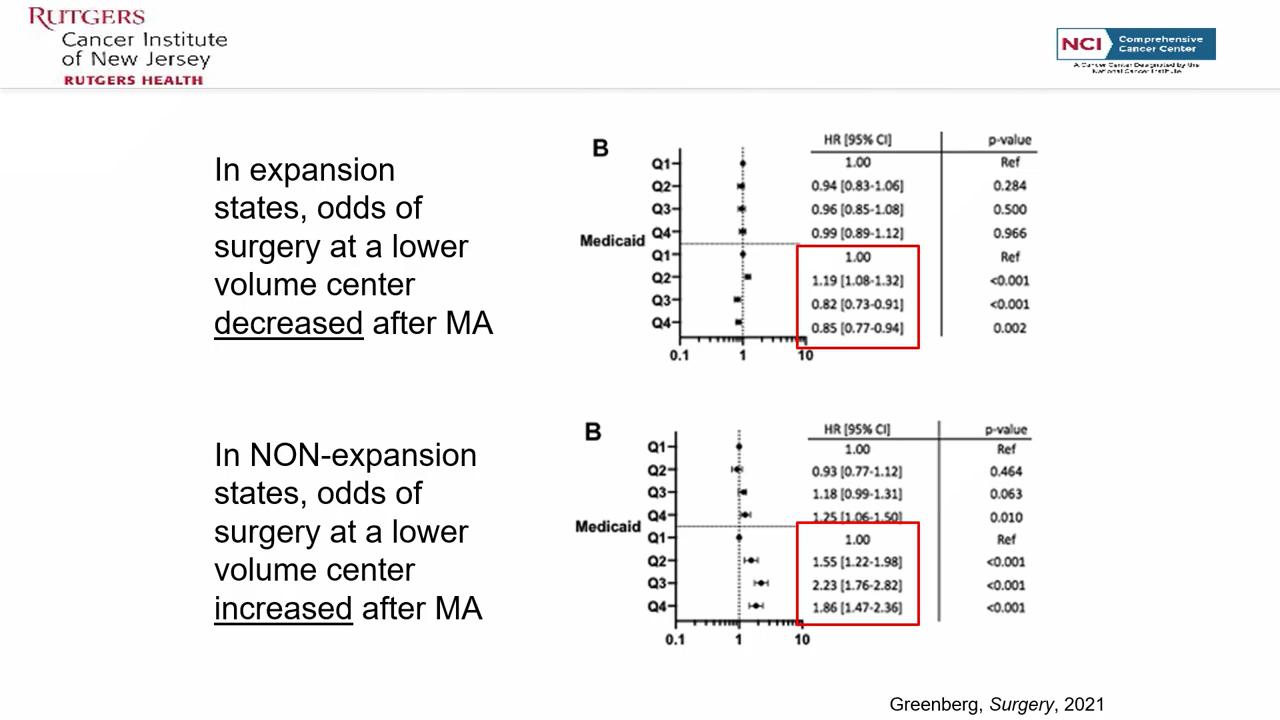 RUTGERS
Cancer Institute
of New Jersey
RUTGERS HEALTH
NCI
Comprehensive
Cancer Center
A Cancer Center Designated by the
National Cancer Institute
In expansion
states, odds of
surgery at a lower
volume center
decreased after MA
B
HR [95% CI] p-value
Q1 1.00 Ref
Q2 0.94 [0.83-1.06] 0.284
Q3 0.96 [0.85-1.08] 0.500
Q4 0.99 [0.89-1.12] 0.966
Medicaid
Q1 1.00 Ref
Q2 1.19 [1.08-1.32] <0.001
Q3 0.82 [0.73-0.91] <0.001
Q4 0.85 [0.77-0.94] 0.002
0.1 1 10
In NON-expansion
states, odds of
surgery at a lower
volume center
increased after MA
B
HR [95% CI] p-value
Q1 1.00 Ref
Q2 0.93 [0.77-1.12] 0.464
Q3 1.18 [0.99-1.31] 0.063
Q4 1.25 [1.06-1.50] 0.010
Medicaid
Q1 1.00 Ref
Q2 1.55 [1.22-1.98] <0.001
Q3 2.23 [1.76-2.82] <0.001
Q4 1.86 [1.47-2.36] <0.001
0.1 1 10
Greenberg, Surgery, 2021